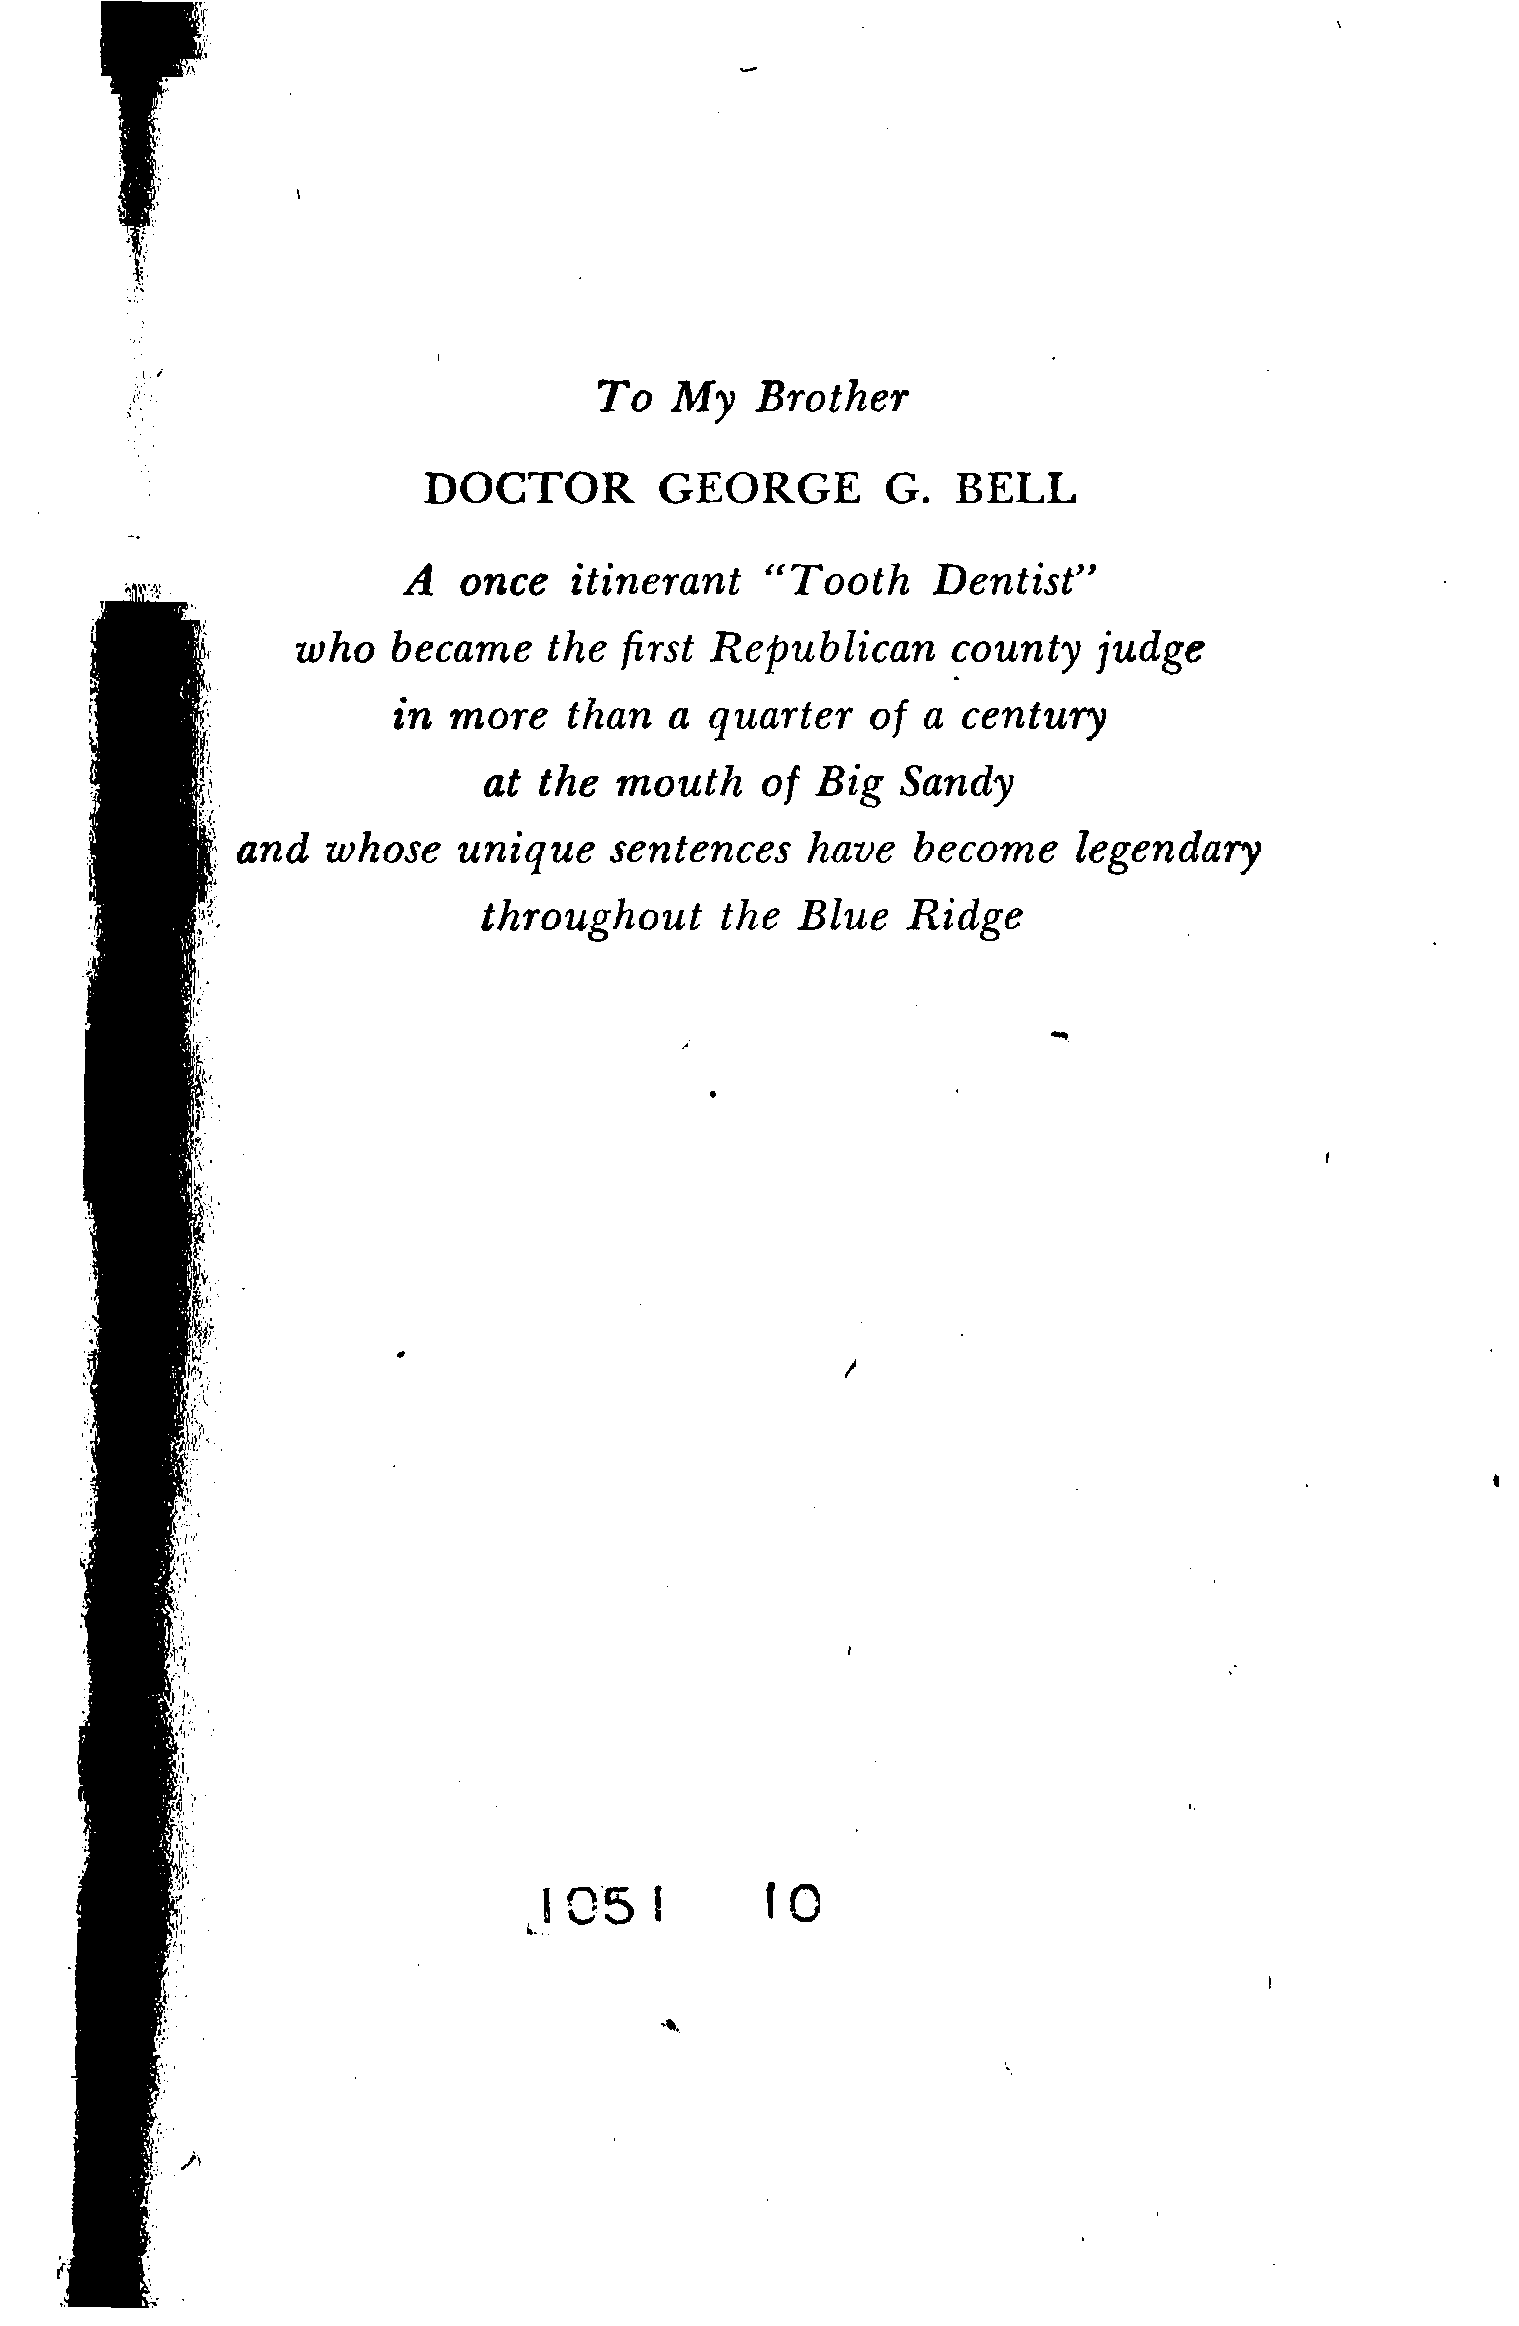 To My Brother
DOCTOR GEORGE G. BELL
A once itinerant “Tooth Dentist”
who became the first Republican county judge
in more than a quarter of a century
at the mouth of Big Sandy
and whose unique sentences have become legendary
throughout the Blue Ridge
1051 10